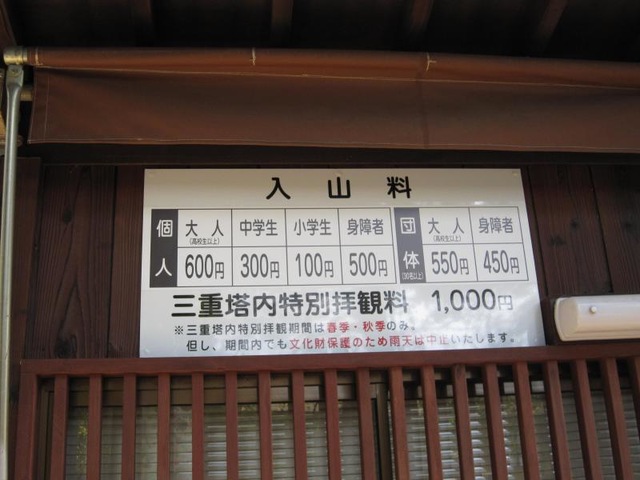 入山料
個人 大人(高校生以上) 中学生 小学生 身障者 団体(30名以上) 大人(高校生以上) 身障者
600円 300円 100円 500円 550円 450円
三重塔内特別拝観料 1,000円
※三重塔内特別拝観期間は春季・秋季のみ。
但し、期間内でも文化財保護のため雨天は中止いたします。